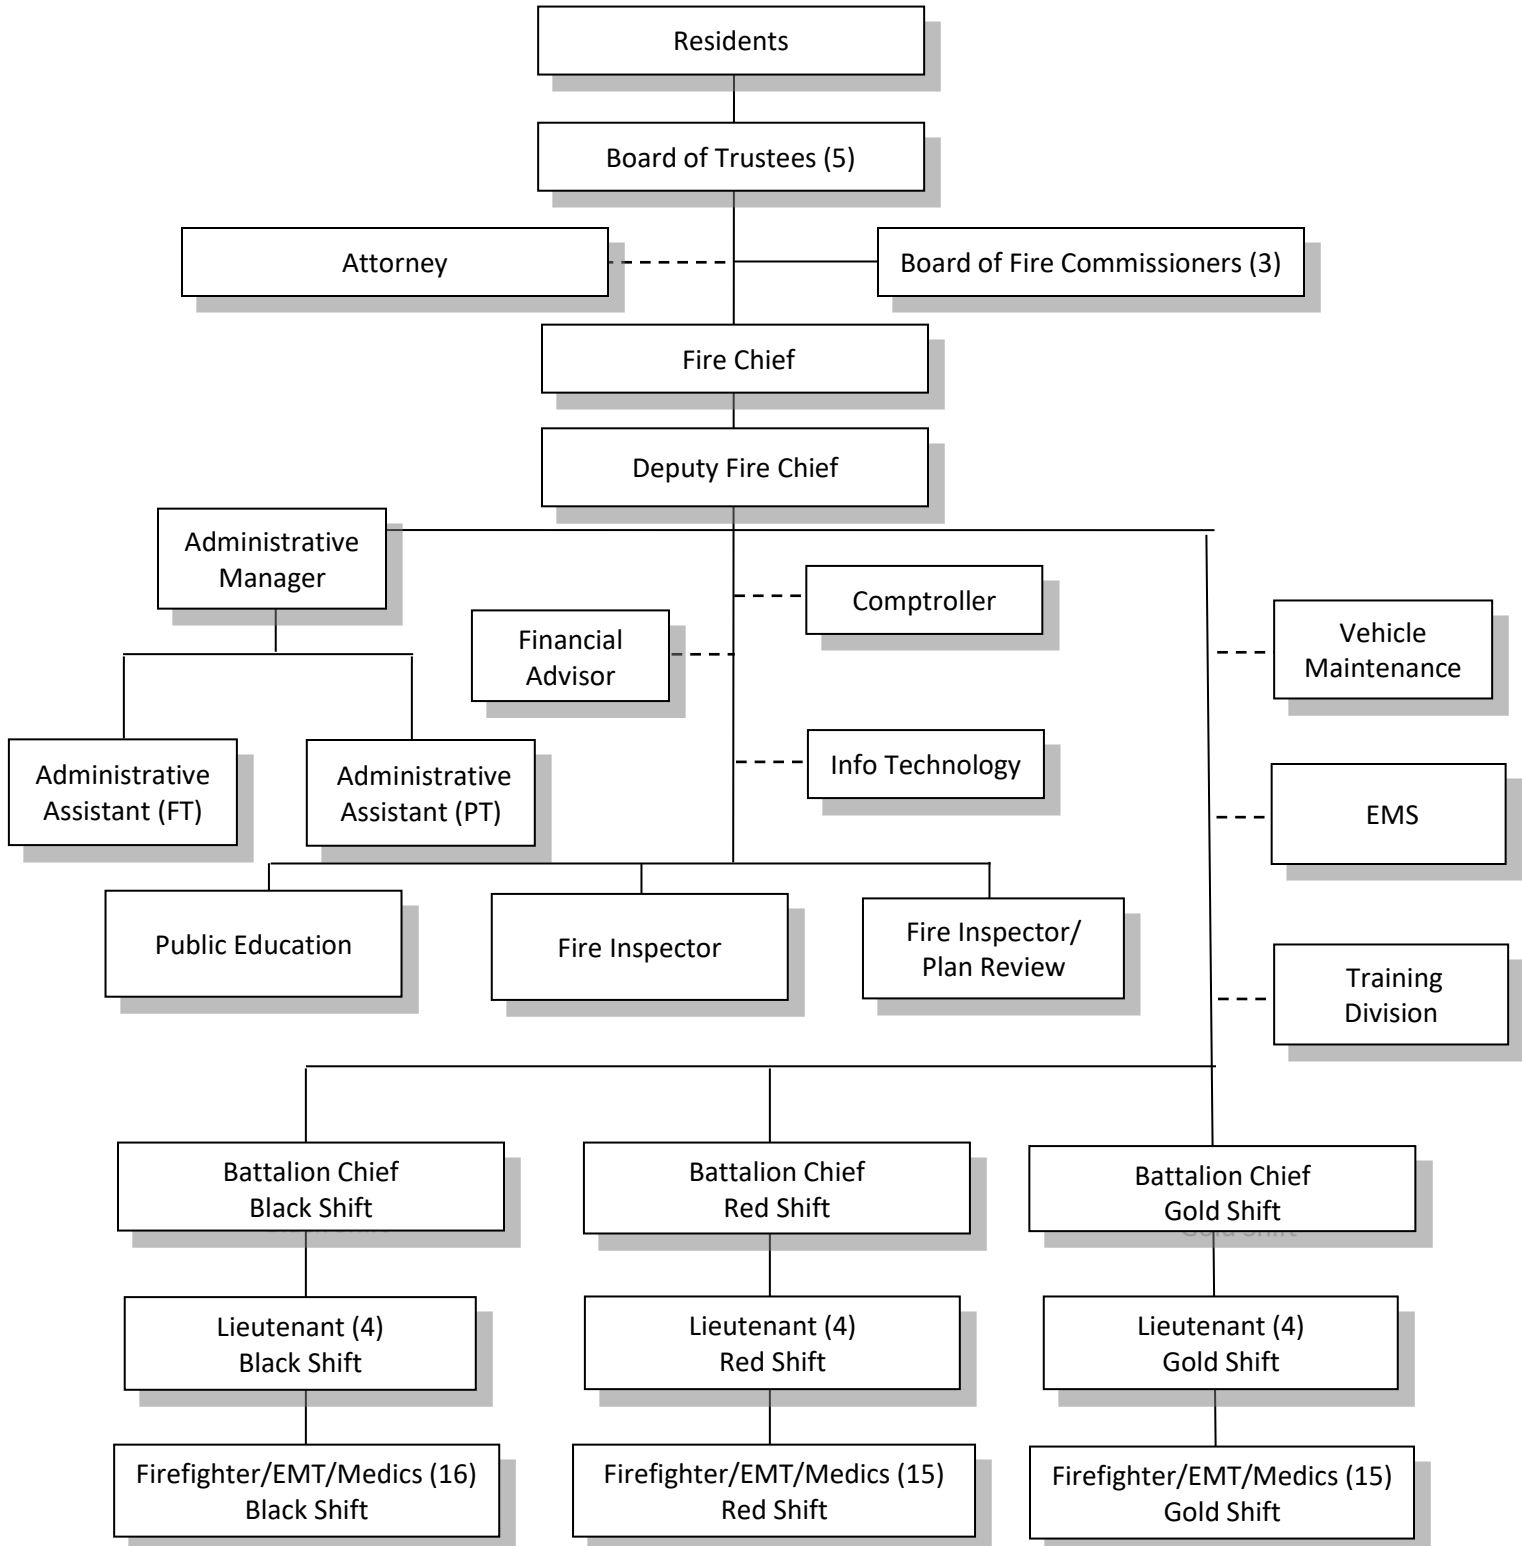 Residents
Board of Trustees (5)
Attorney
Board of Fire Commissioners (3)
Fire Chief
Deputy Fire Chief
Administrative
Manager
Comptroller
Financial
Advisor
Vehicle
Maintenance
Administrative
Assistant (FT)
Administrative
Assistant (PT)
Info Technology
EMS
Public Education
Fire Inspector
Fire Inspector/
Plan Review
Training
Division
Battalion Chief
Black Shift
Battalion Chief
Red Shift
Battalion Chief
Gold Shift
Lieutenant (4)
Black Shift
Lieutenant (4)
Red Shift
Lieutenant (4)
Gold Shift
Firefighter/EMT/Medics (16)
Black Shift
Firefighter/EMT/Medics (15)
Red Shift
Firefighter/EMT/Medics (15)
Gold Shift